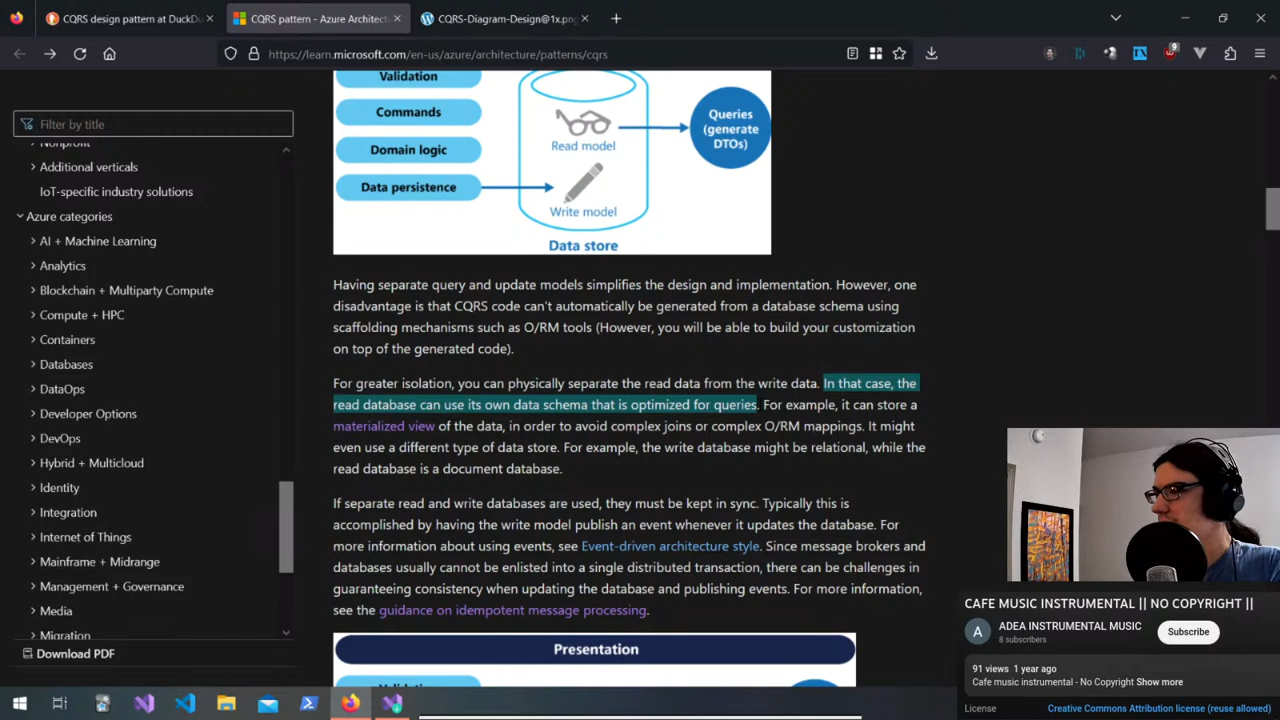 CQRS design pattern at DuckDu
CQRS pattern - Azure Architectu
CQRS-Diagram-Design@1x.png
https://learn.microsoft.com/en-us/azure/architecture/patterns/cqrs
9
Filter by title
Nonprofit
Additional verticals
IoT-specific industry solutions
Azure categories
AI + Machine Learning
Analytics
Blockchain + Multiparty Compute
Compute + HPC
Containers
Databases
DataOps
Developer Options
DevOps
Hybrid + Multicloud
Identity
Integration
Internet of Things
Mainframe + Midrange
Management + Governance
Media
Migration
Download PDF
Validation
Commands
Domain logic
Data persistence
Read model
Write model
Data store
Queries
(generate
DTOs)
Having separate query and update models simplifies the design and implementation. However, one
disadvantage is that CQRS code can't automatically be generated from a database schema using
scaffolding mechanisms such as O/RM tools (However, you will be able to build your customization
on top of the generated code).
For greater isolation, you can physically separate the read data from the write data. In that case, the
read database can use its own data schema that is optimized for queries. For example, it can store a
materialized view of the data, in order to avoid complex joins or complex O/RM mappings. It might
even use a different type of data store. For example, the write database might be relational, while the
read database is a document database.
If separate read and write databases are used, they must be kept in sync. Typically this is
accomplished by having the write model publish an event whenever it updates the database. For
more information about using events, see Event-driven architecture style. Since message brokers and
databases usually cannot be enlisted into a single distributed transaction, there can be challenges in
guaranteeing consistency when updating the database and publishing events. For more information,
see the guidance on idempotent message processing.
Presentation
CAFE MUSIC INSTRUMENTAL || NO COPYRIGHT ||
A
ADEA INSTRUMENTAL MUSIC
8 subscribers
Subscribe
91 views 1 year ago
Cafe music instrumental - No Copyright Show more
License
Creative Commons Attribution license (reuse allowed)